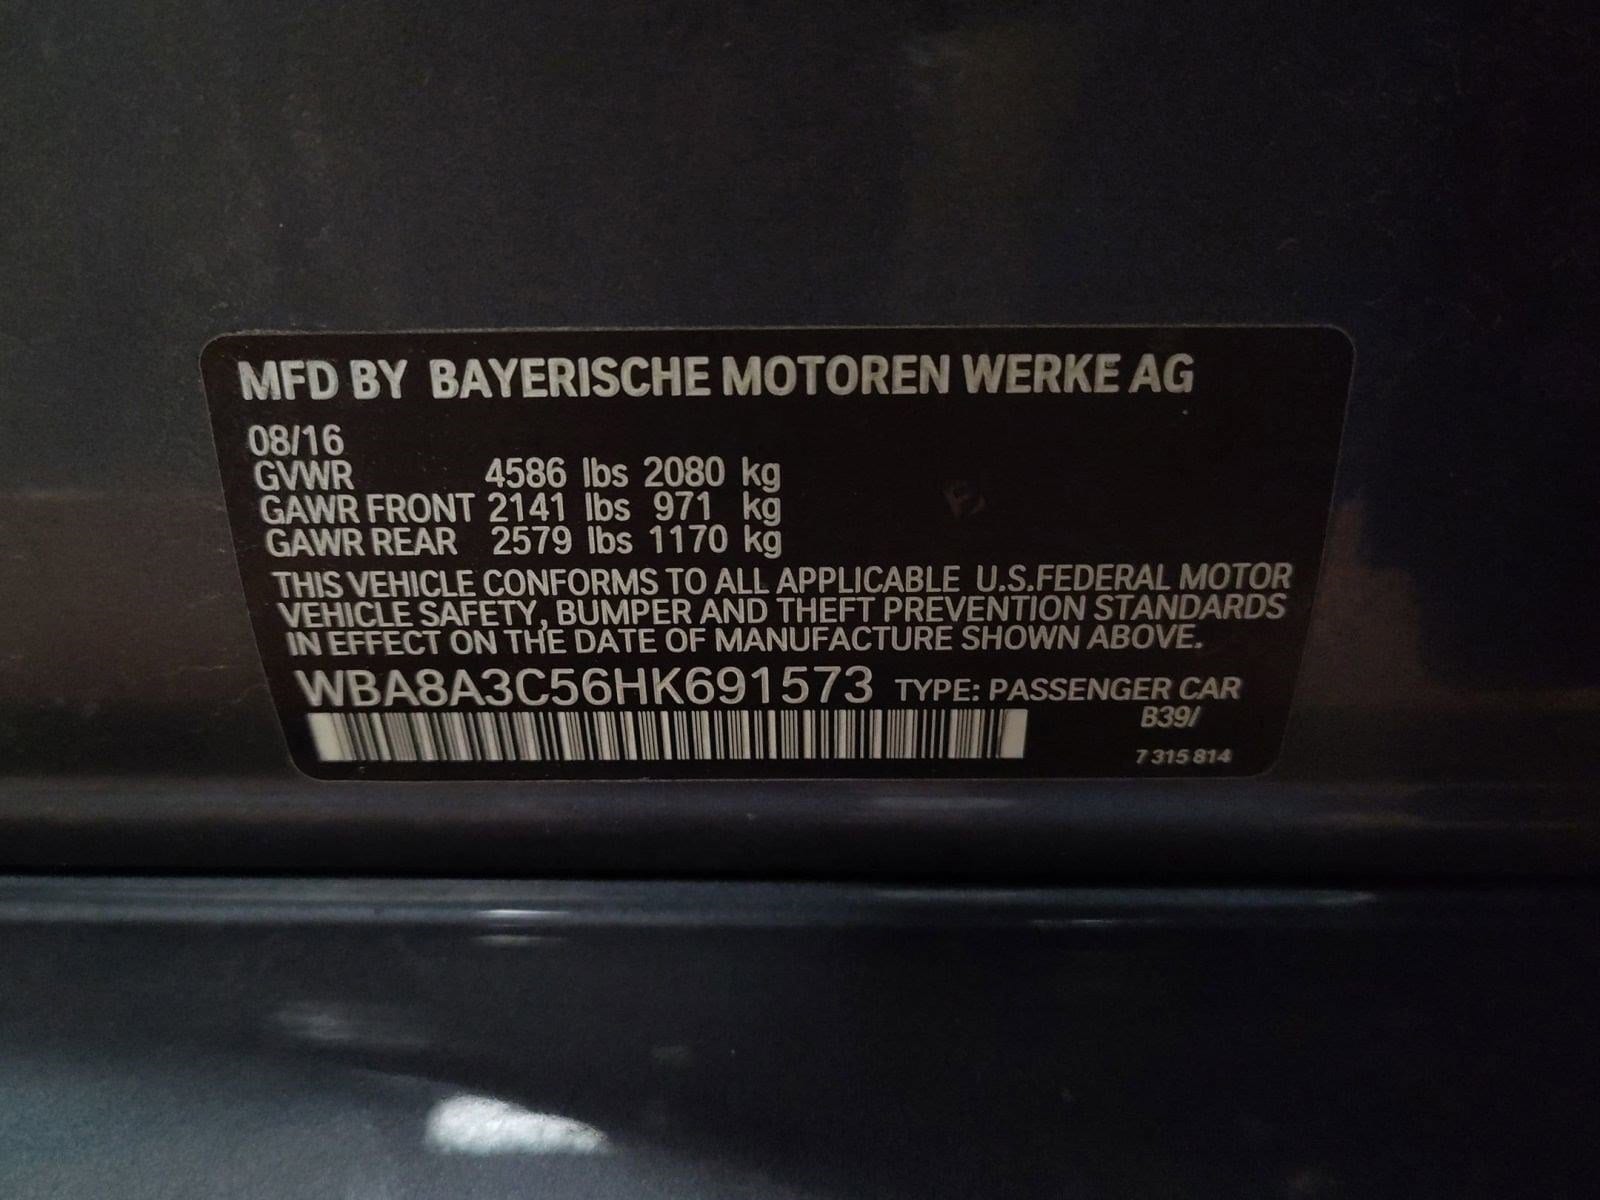 MFD BY BAYERISCHE MOTOREN WERKE AG
08/16
GVWR 4586 lbs 2080 kg
GAWR FRONT 2141 lbs 971 kg
GAWR REAR 2579 lbs 1170 kg
THIS VEHICLE CONFORMS TO ALL APPLICABLE U.S.FEDERAL MOTOR
VEHICLE SAFETY, BUMPER AND THEFT PREVENTION STANDARDS
IN EFFECT ON THE DATE OF MANUFACTURE SHOWN ABOVE.
WBA8A3C56HK691573 TYPE: PASSENGER CAR
B39/
7 315 814